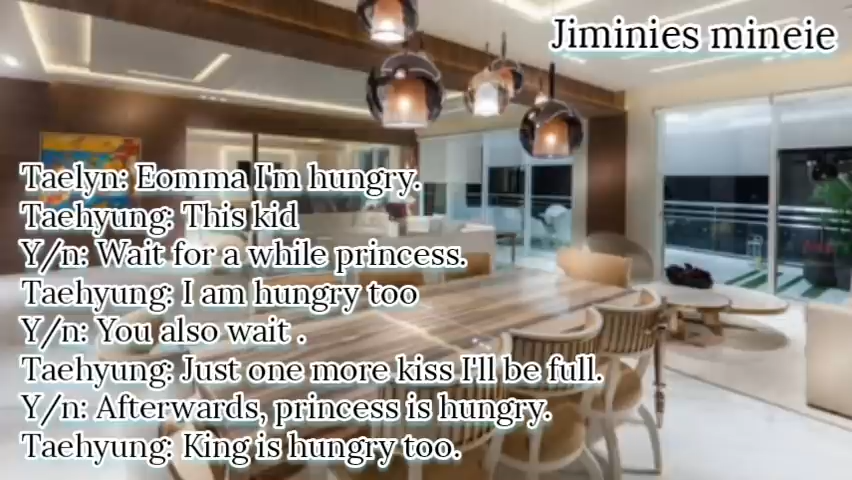 Jiminies mineie
Taelyn: Eomma I'm hungry.
Taehyung: This kid
Y/n: Wait for a while princess.
Taehyung: I am hungry too
Y/n: You also wait .
Taehyung: Just one more kiss I'll be full.
Y/n: Afterwards, princess is hungry.
Taehyung: King is hungry too.